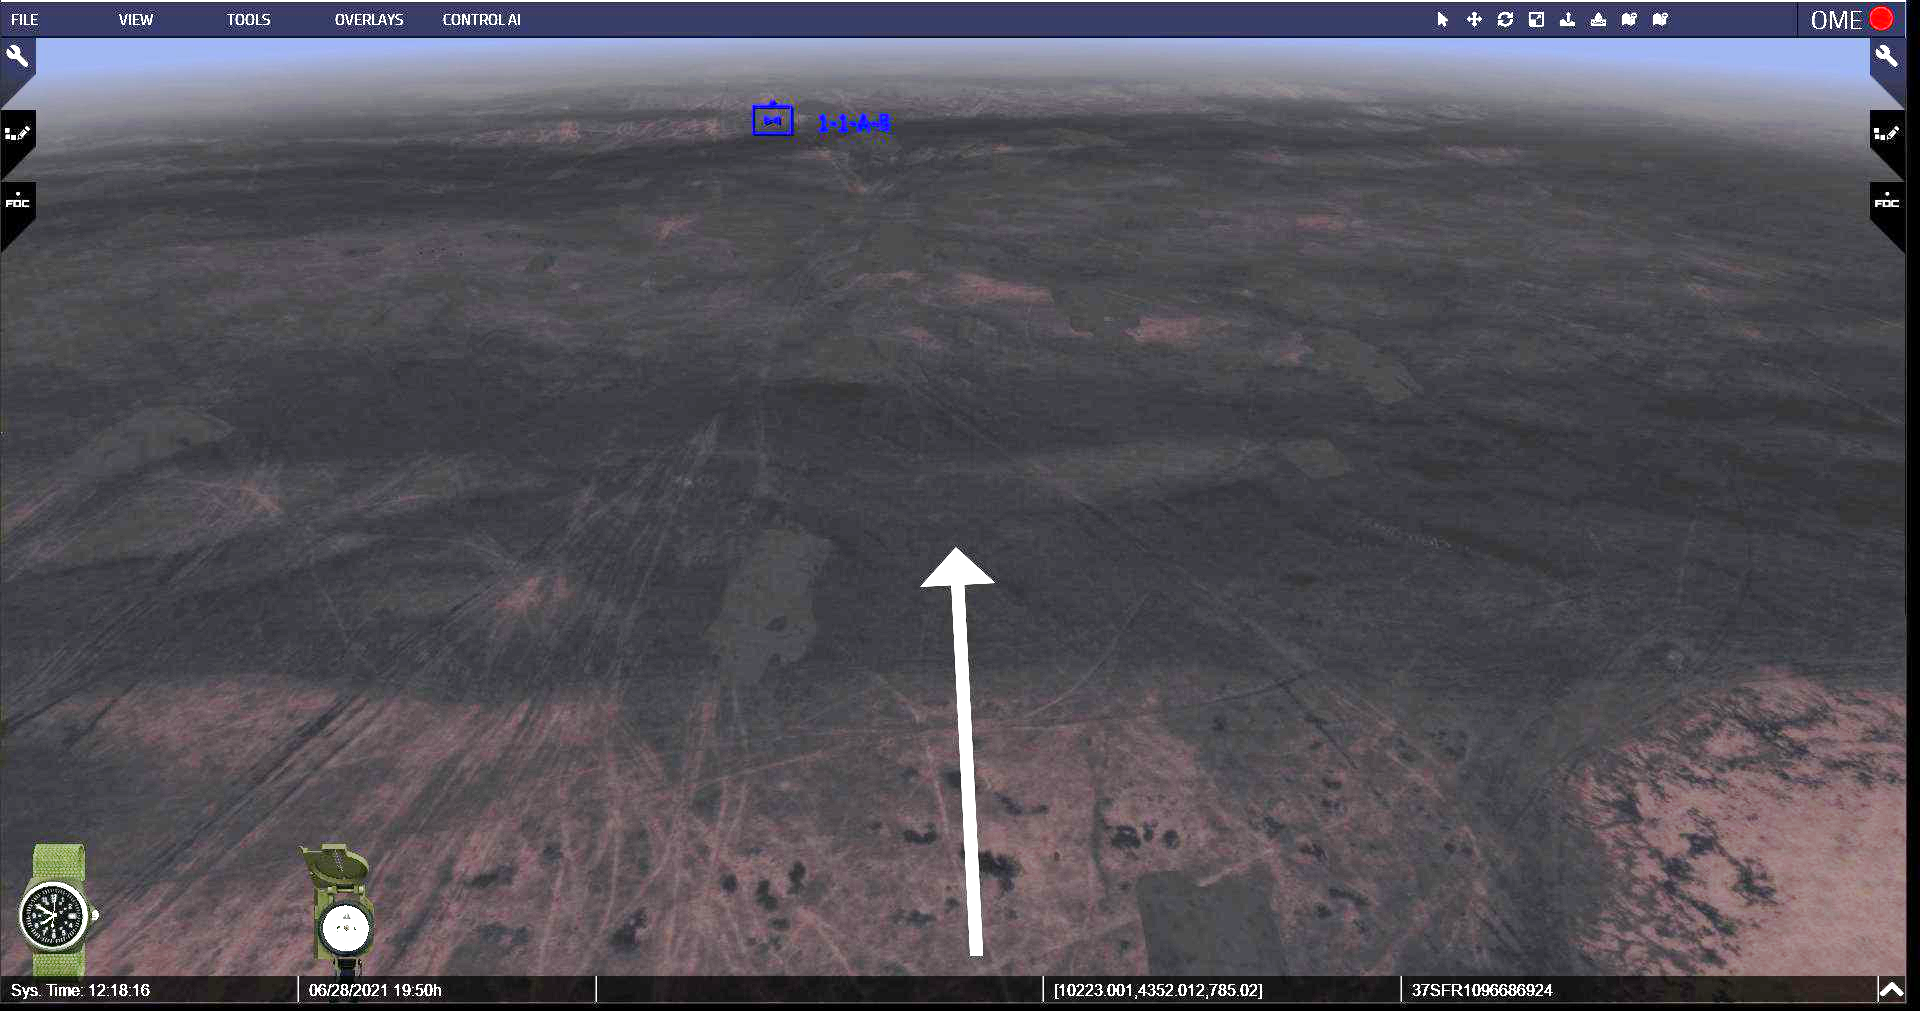 FILE VIEW TOOLS OVERLAYS CONTROL AI OME
1-1-A-B
FDC FDC
Sys. Time: 12:18:16 06/28/2021 19:50h [10223.001,4352.012,785.02] 37SFR1096686924